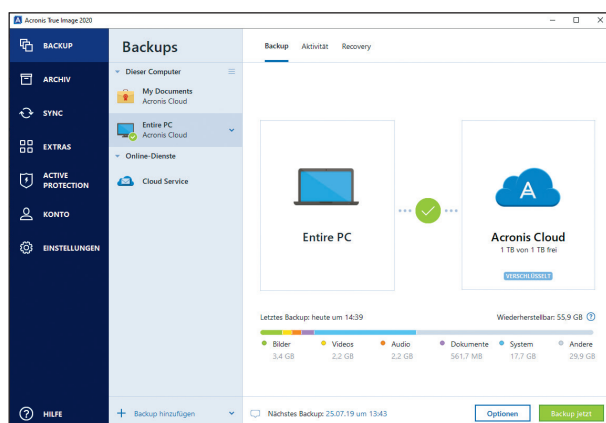 Acronis True Image 2020
BACKUP
ARCHIV
SYNC
EXTRAS
ACTIVE
PROTECTION
KONTO
EINSTELLUNGEN
HILFE
Backups
Dieser Computer
My Documents
Acronis Cloud
Entire PC
Acronis Cloud
Online-Dienste
Cloud Service
Backup hinzufügen
Backup Aktivität Recovery
Entire PC
A
Acronis Cloud
1 TB von 1 TB frei
VERSCHLÜSSELT
Letztes Backup: heute um 14:39 Wiederherstellbar: 55,9 GB ?
Bilder Videos Audio Dokumente System Andere
3,4 GB 2,2 GB 2,2 GB 561,7 MB 17,7 GB 29,9 GB
Nächstes Backup: 25.07.19 um 13:43 Optionen Backup jetzt